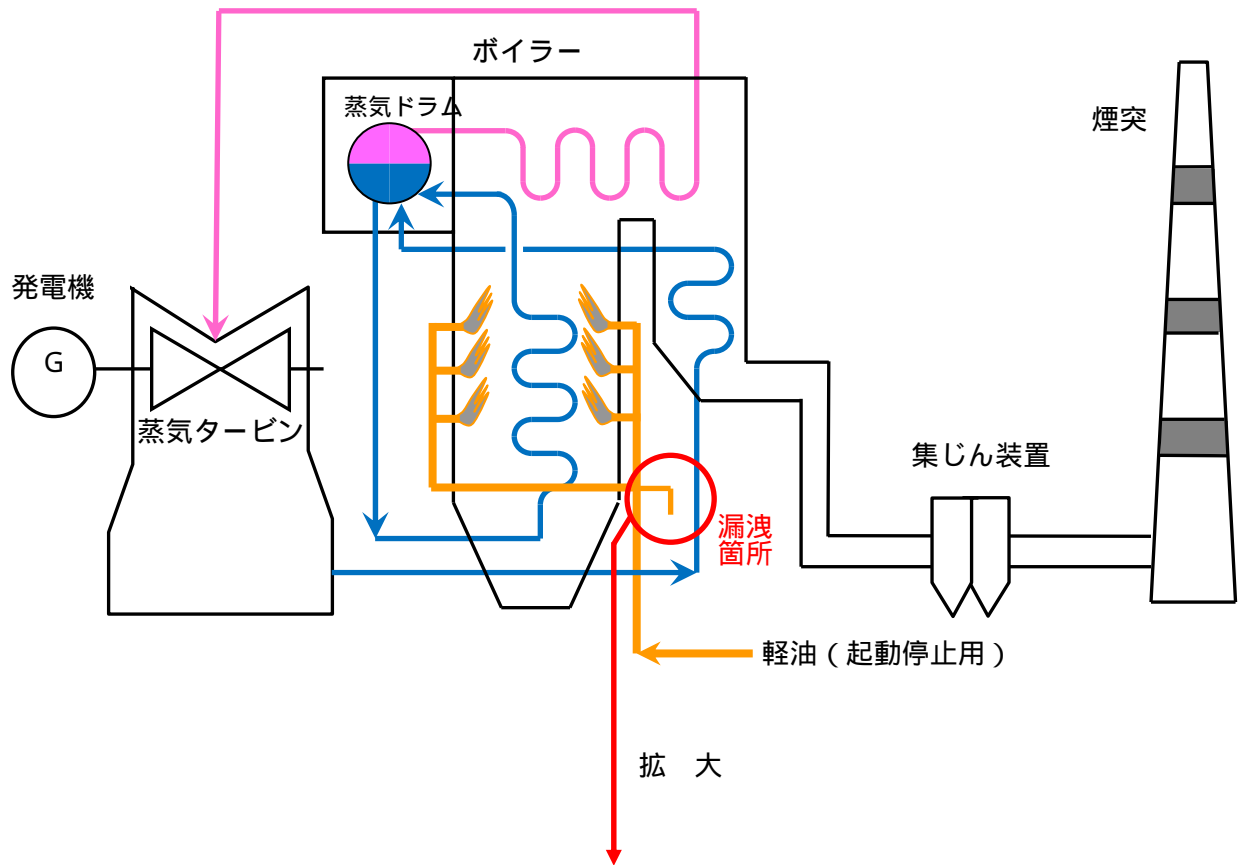 ボイラー
蒸気ドラム
煙突
発電機
G
蒸気タービン
集じん装置
漏洩
箇所
軽油（起動停止用）
拡　大